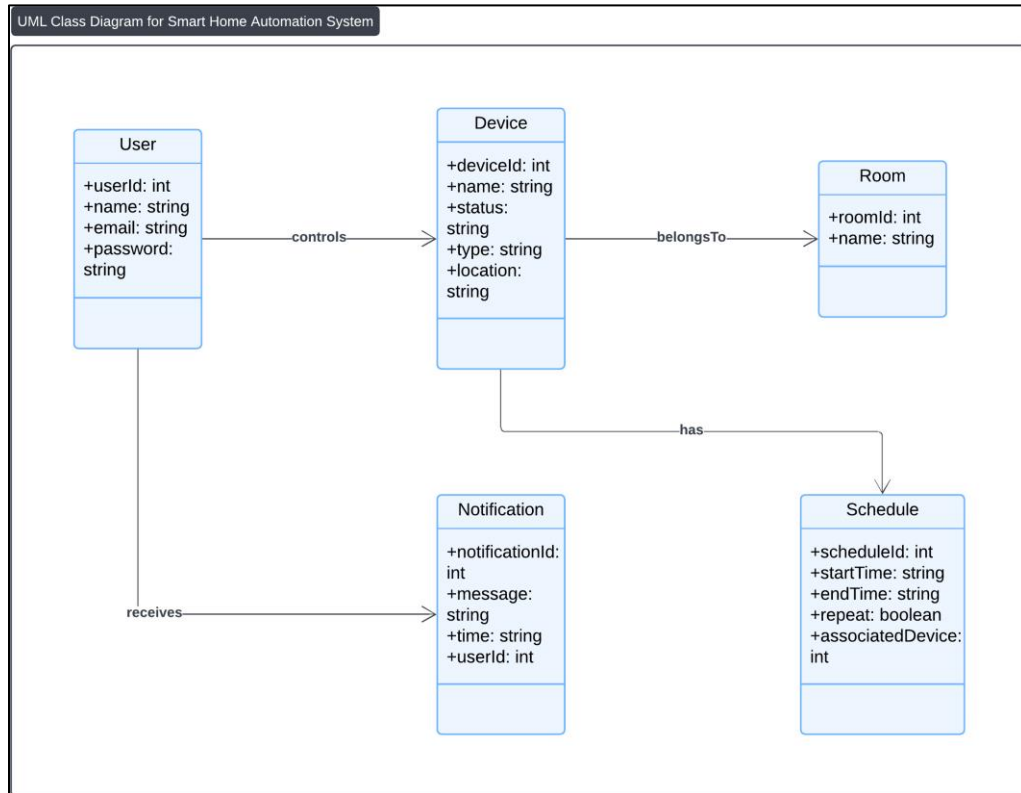 UML Class Diagram for Smart Home Automation System
User
+userId: int
+name: string
+email: string
+password:
string
controls
Device
+deviceId: int
+name: string
+status:
string
+type: string
+location:
string
belongsTo
Room
+roomId: int
+name: string
has
receives
Notification
+notificationId:
int
+message:
string
+time: string
+userId: int
Schedule
+scheduleId: int
+startTime: string
+endTime: string
+repeat: boolean
+associatedDevice:
int